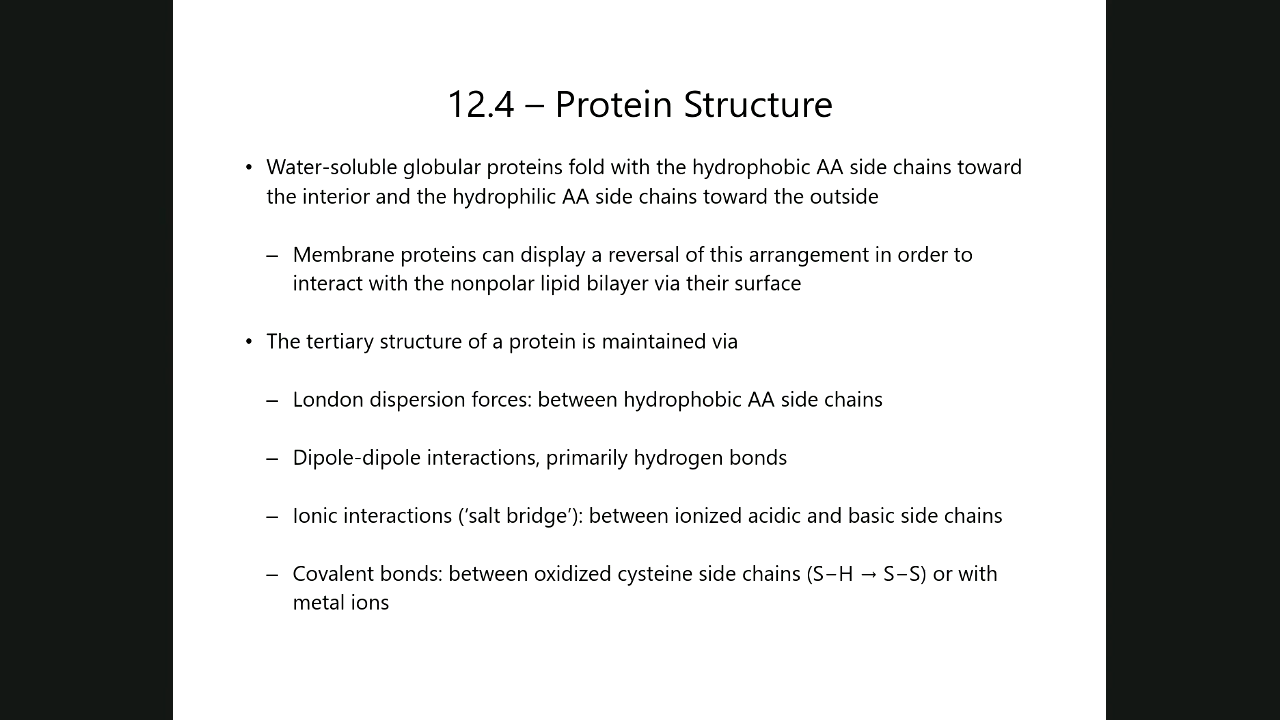 12.4 – Protein Structure
• Water-soluble globular proteins fold with the hydrophobic AA side chains toward
the interior and the hydrophilic AA side chains toward the outside
– Membrane proteins can display a reversal of this arrangement in order to
interact with the nonpolar lipid bilayer via their surface
• The tertiary structure of a protein is maintained via
– London dispersion forces: between hydrophobic AA side chains
– Dipole-dipole interactions, primarily hydrogen bonds
– Ionic interactions (‘salt bridge’): between ionized acidic and basic side chains
– Covalent bonds: between oxidized cysteine side chains (S–H → S–S) or with
metal ions